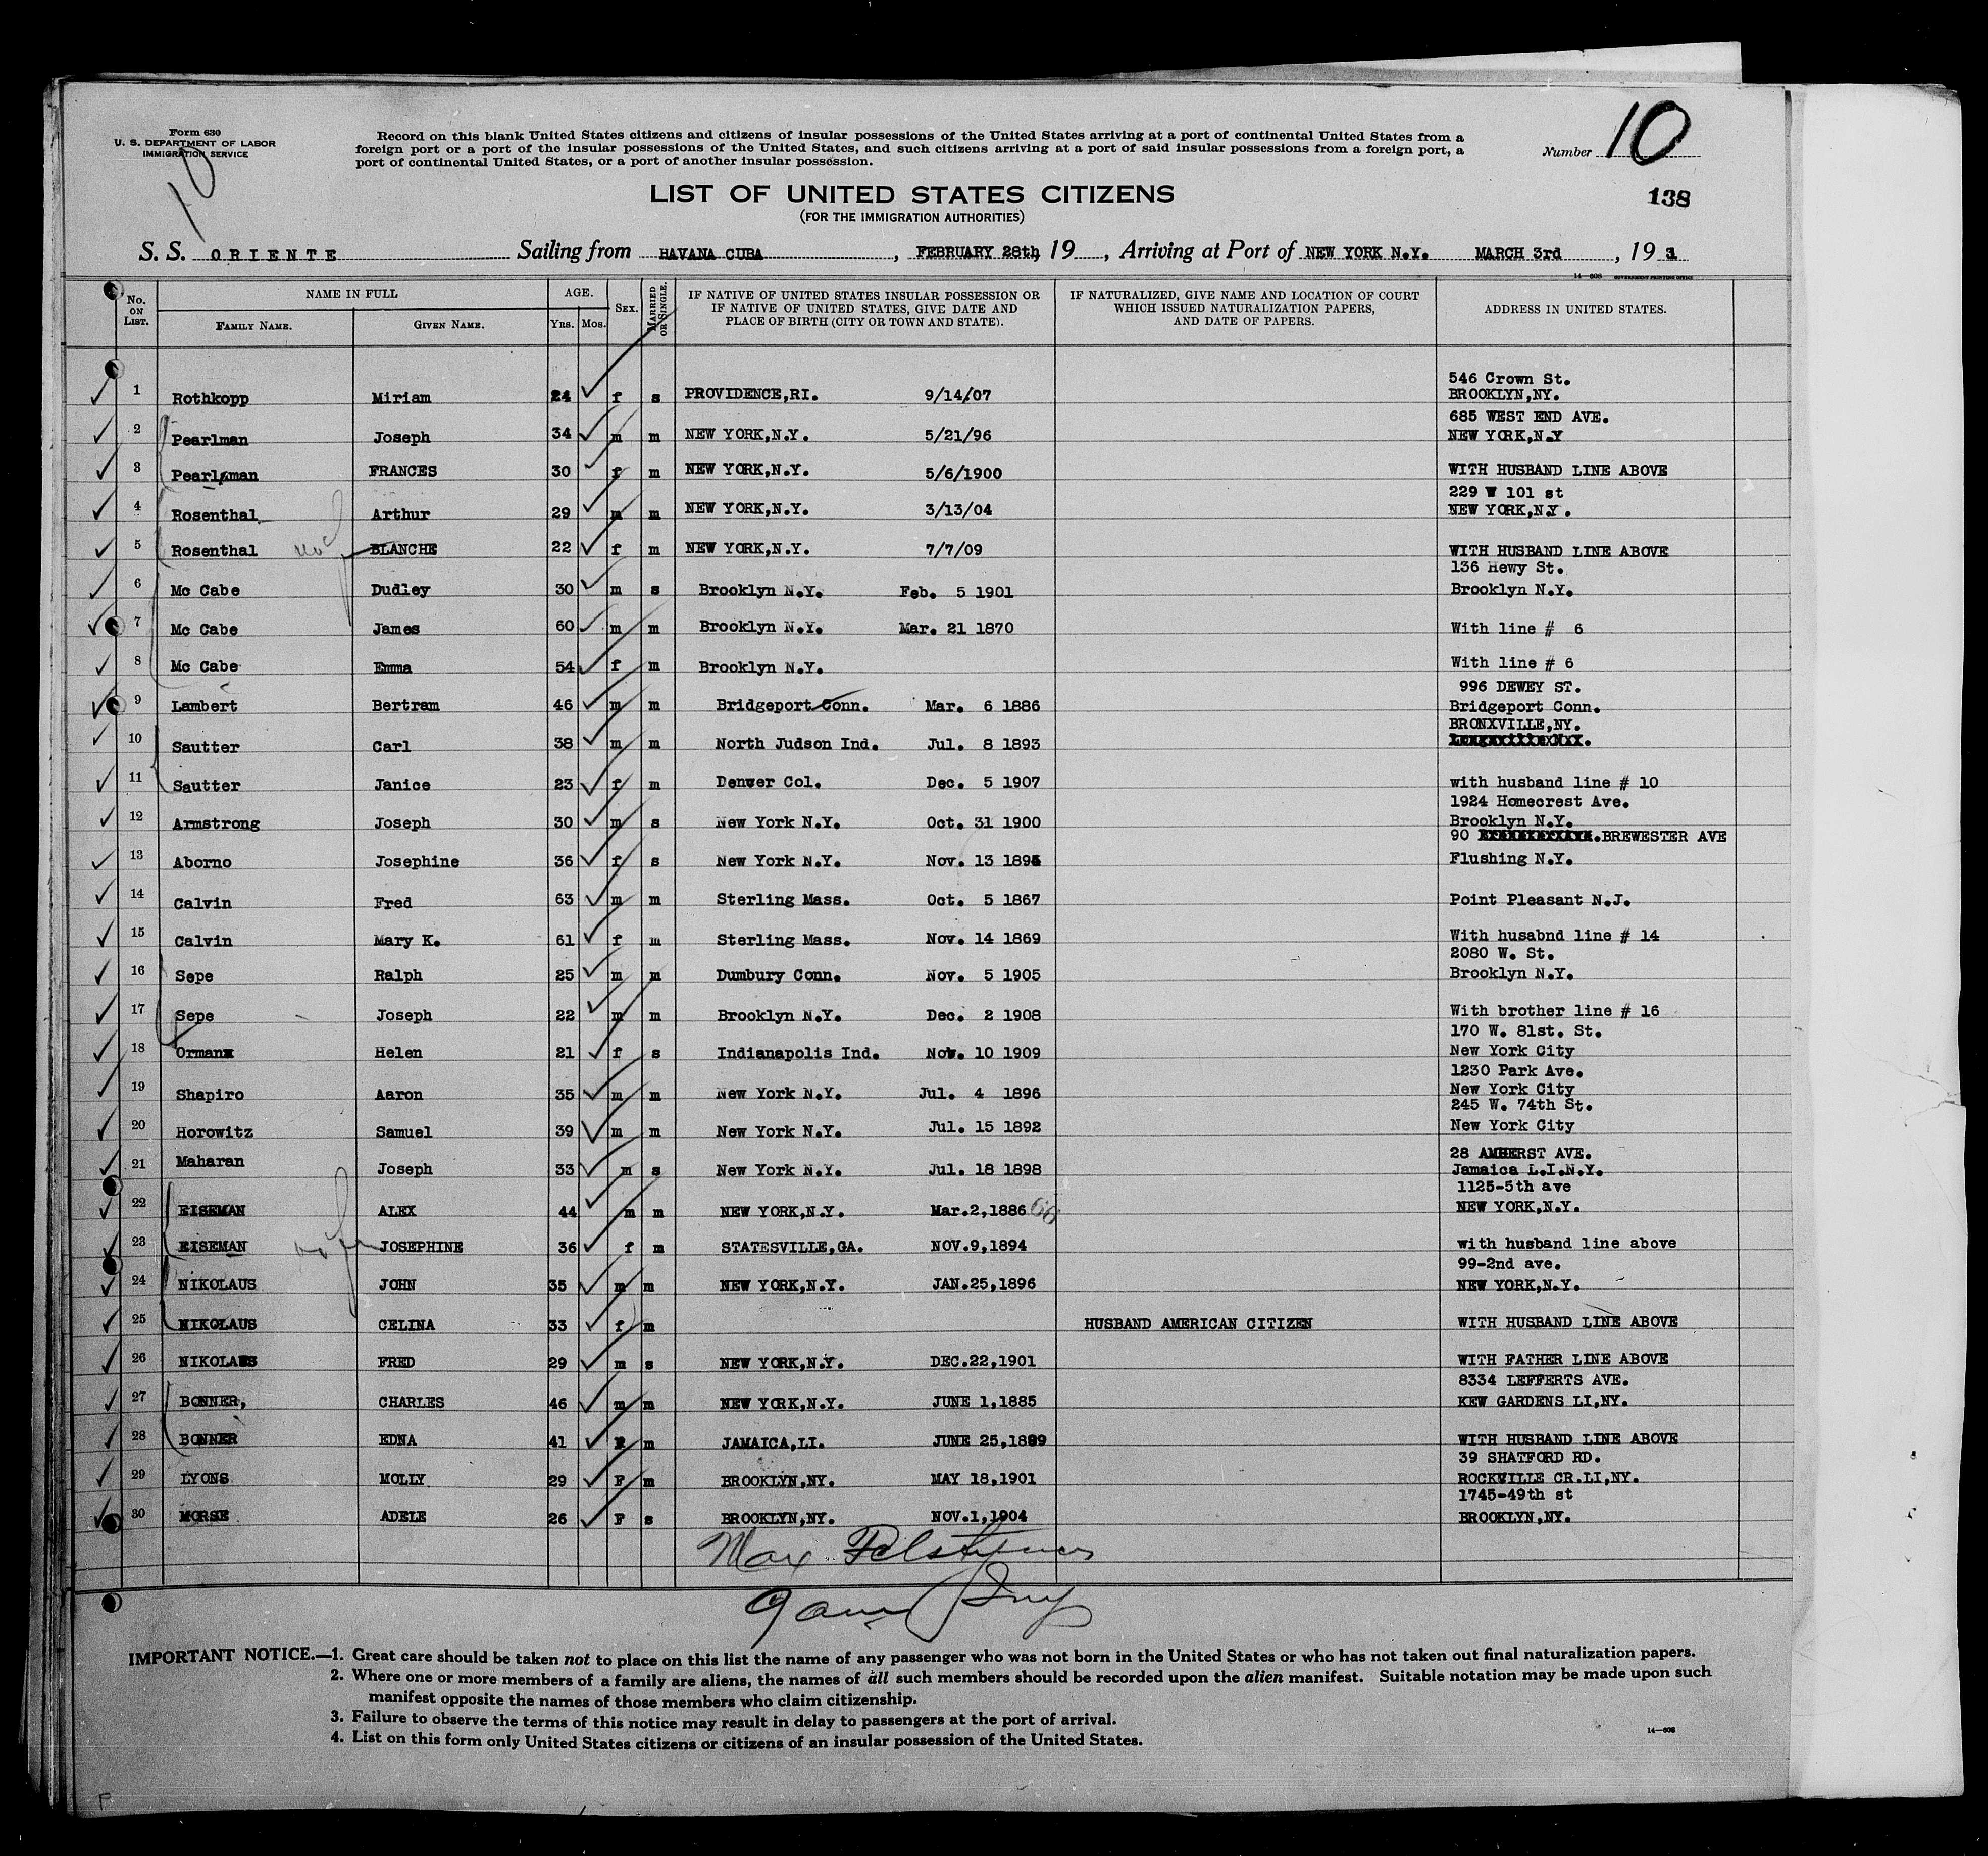 Form 630
U. S. DEPARTMENT OF LABOR
IMMIGRATION SERVICE
10
Record on this blank United States citizens and citizens of insular possessions of the United States arriving at a port of continental United States from a
foreign port or a port of the insular possessions of the United States, and such citizens arriving at a port of said insular possessions from a foreign port, a
port of continental United States, or a port of another insular possession.
Number 10
138
LIST OF UNITED STATES CITIZENS
(FOR THE IMMIGRATION AUTHORITIES)
S. S. ORIENTE Sailing from HAVANA CUBA, FEBRUARY 28th, 19 , Arriving at Port of NEW YORK N.Y. MARCH 3rd , 193
14—608 GOVERNMENT PRINTING OFFICE
No. ON LIST. NAME IN FULL FAMILY NAME. GIVEN NAME. AGE. YRS. MOS. SEX. MARRIED OR SINGLE. IF NATIVE OF UNITED STATES INSULAR POSSESSION OR IF NATIVE OF UNITED STATES, GIVE DATE AND PLACE OF BIRTH (CITY OR TOWN AND STATE). IF NATURALIZED, GIVE NAME AND LOCATION OF COURT WHICH ISSUED NATURALIZATION PAPERS, AND DATE OF PAPERS. ADDRESS IN UNITED STATES.
546 Crown St.
1 Rothkopp Miriam 24 f s PROVIDENCE,RI. 9/14/07 BROOKLYN,NY.
685 WEST END AVE.
2 Pearlman Joseph 34 m m NEW YORK,N.Y. 5/21/96 NEW YORK,N.Y
3 Pearlman FRANCES 30 f m NEW YORK,N.Y. 5/6/1900 WITH HUSBAND LINE ABOVE
229 W 101 st
4 Rosenthal Arthur 29 m m NEW YORK,N.Y. 3/13/04 NEW YORK,N.Y.
5 Rosenthal BLANCHE 22 f m NEW YORK,N.Y. 7/7/09 WITH HUSBAND LINE ABOVE
136 Hewy St.
6 Mc Cabe Dudley 30 m s Brooklyn N.Y. Feb. 5 1901 Brooklyn N.Y.
7 Mc Cabe James 60 m m Brooklyn N.Y. Mar. 21 1870 With line # 6
8 Mc Cabe Emma 54 f m Brooklyn N.Y. With line # 6
996 DEWEY ST.
9 Lambert Bertram 46 m m Bridgeport Conn. Mar. 6 1886 Bridgeport Conn.
BRONXVILLE,NY.
10 Sautter Carl 38 m m North Judson Ind. Jul. 8 1893
11 Sautter Janice 23 f m Denver Col. Dec. 5 1907 with husband line # 10
1924 Homecrest Ave.
12 Armstrong Joseph 30 m s New York N.Y. Oct. 31 1900 Brooklyn N.Y.
90 BREWESTER AVE
13 Aborno Josephine 36 f s New York N.Y. Nov. 13 Flushing N.Y.
14 Calvin Fred 63 m m Sterling Mass. Oct. 5 1867 Point Pleasant N.J.
15 Calvin Mary K. 61 f m Sterling Mass. Nov. 14 1869 With husabnd line # 14
2080 W. St.
16 Sepe Ralph 25 m m Dumbury Conn. Nov. 5 1905 Brooklyn N.Y.
17 Sepe Joseph 22 m m Brooklyn N.Y. Dec. 2 1908 With brother line # 16
170 W. 81st. St.
18 Orman Helen 21 f s Indianapolis Ind. Nov. 10 1909 New York City
1230 Park Ave.
19 Shapiro Aaron 35 m m New York N.Y. Jul. 4 1896 New York City
245 W. 74th St.
20 Horowitz Samuel 39 m m New York N.Y. Jul. 15 1892 New York City
28 AMHERST AVE.
21 Maharan Joseph 33 m s New York N.Y. Jul. 18 1898 Jamaica L.I.N.Y.
1125-5th ave
22 EISEMAN ALEX 44 m m NEW YORK,N.Y. Mar.2,1886 NEW YORK,N.Y.
23 EISEMAN JOSEPHINE 36 f m STATESVILLE,GA. NOV.9,1894 with husband line above
99-2nd ave.
24 NIKOLAUS JOHN 35 m m NEW YORK,N.Y. JAN.25,1896 NEW YORK,N.Y.
25 NIKOLAUS CELINA 33 f m HUSBAND AMERICAN CITIZEN WITH HUSBAND LINE ABOVE
26 NIKOLAUS FRED 29 m s NEW YORK,N.Y. DEC.22,1901 WITH FATHER LINE ABOVE
8334 LEFFERTS AVE.
27 BONNER, CHARLES 46 m m NEW YORK,N.Y. JUNE 1,1885 KEW GARDENS LI,NY.
28 BONNER EDNA 41 F m JAMAICA,LI. JUNE 25,1889 WITH HUSBAND LINE ABOVE
39 SHATFORD RD.
29 LYONS MOLLY 29 F m BROOKLYN,NY. MAY 18,1901 ROCKVILLE CR.LI,NY.
1745-49th st
30 MORSE ADELE 26 F s BROOKLYN,NY. NOV.1,1904 BROOKLYN,NY.
Max
IMPORTANT NOTICE.—1. Great care should be taken not to place on this list the name of any passenger who was not born in the United States or who has not taken out final naturalization papers.
2. Where one or more members of a family are aliens, the names of all such members should be recorded upon the alien manifest. Suitable notation may be made upon such
manifest opposite the names of those members who claim citizenship.
3. Failure to observe the terms of this notice may result in delay to passengers at the port of arrival.
4. List on this form only United States citizens or citizens of an insular possession of the United States.
14—608